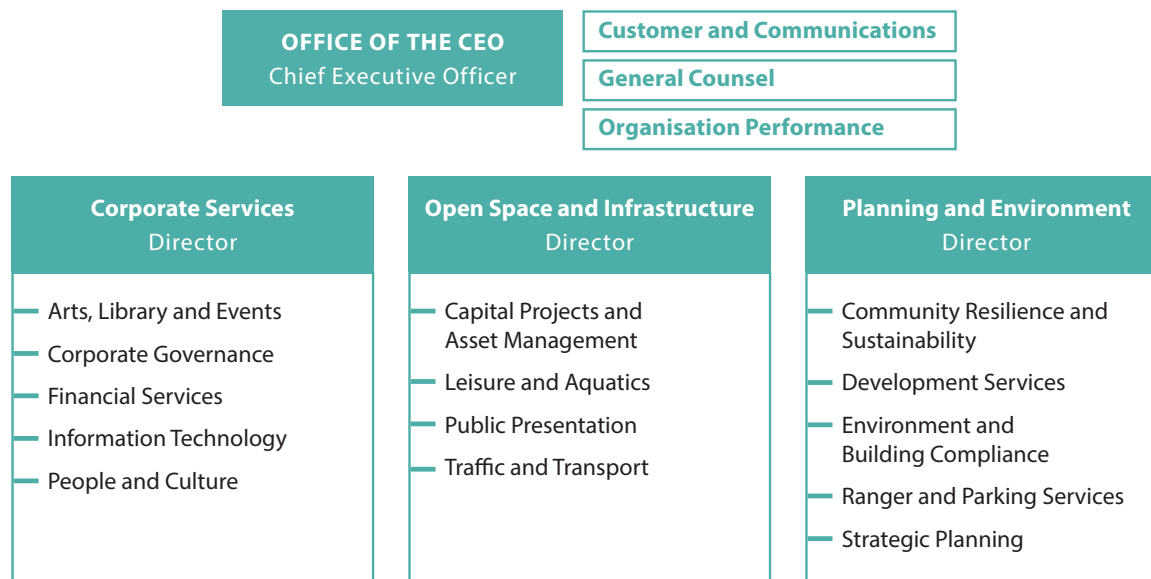 OFFICE OF THE CEO
Chief Executive Officer
Customer and Communications
General Counsel
Organisation Performance
Corporate Services
Director
Arts, Library and Events
Corporate Governance
Financial Services
Information Technology
People and Culture
Open Space and Infrastructure
Director
Capital Projects and
Asset Management
Leisure and Aquatics
Public Presentation
Traffic and Transport
Planning and Environment
Director
Community Resilience and
Sustainability
Development Services
Environment and
Building Compliance
Ranger and Parking Services
Strategic Planning